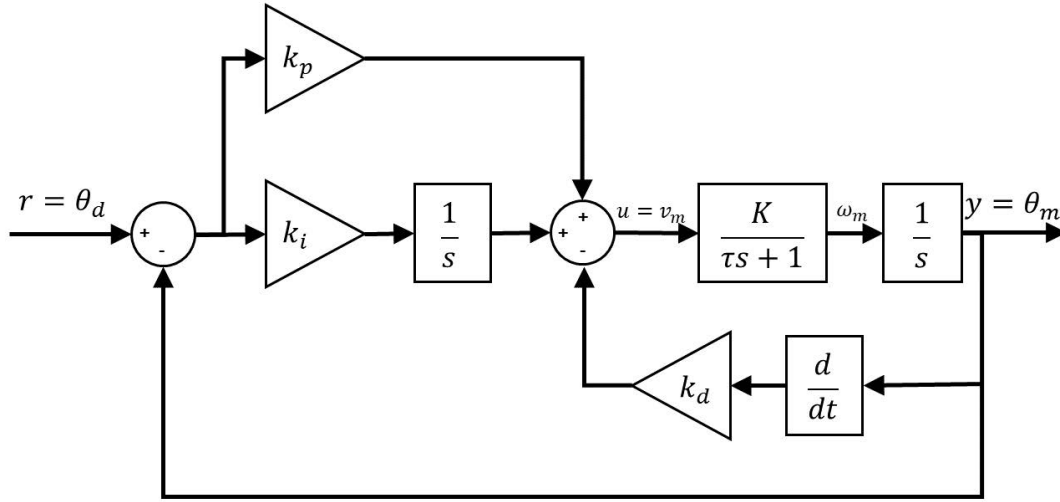 k_p
r = θ_d
+
-
k_i
1/s
+
+
-
u = v_m
K/(τs + 1)
ω_m
1/s
y = θ_m
k_d
d/dt